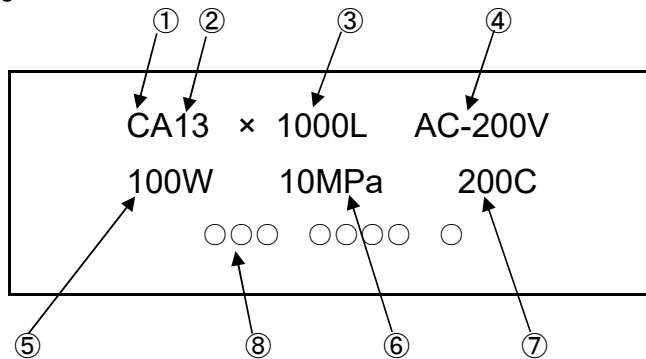 ① ② ③ ④
CA13 × 1000L AC-200V
100W 10MPa 200C
○○○ ○○○○ ○
⑤ ⑧ ⑥ ⑦